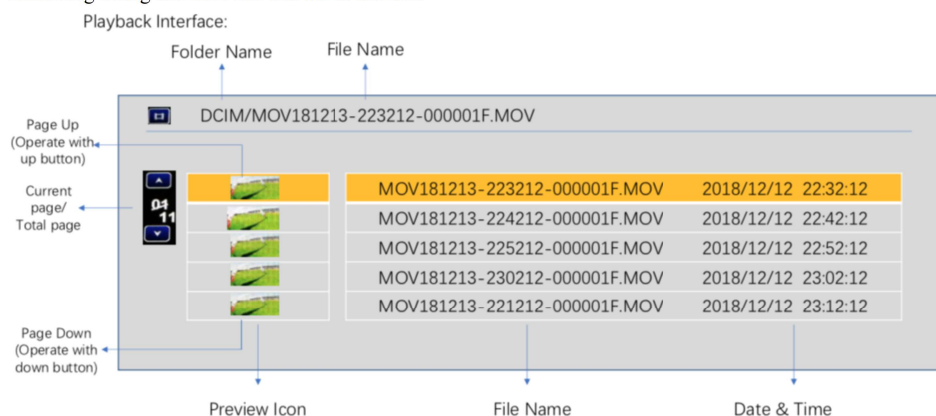 Playback Interface:
Folder Name
File Name
DCIM/MOV181213-223212-000001F.MOV
Page Up
(Operate with
up button)
Current
page/
Total page
01
11
MOV181213-223212-000001F.MOV 2018/12/12 22:32:12
MOV181213-224212-000001F.MOV 2018/12/12 22:42:12
MOV181213-225212-000001F.MOV 2018/12/12 22:52:12
MOV181213-230212-000001F.MOV 2018/12/12 23:02:12
MOV181213-221212-000001F.MOV 2018/12/12 23:12:12
Page Down
(Operate with
down button)
Preview Icon
File Name
Date & Time